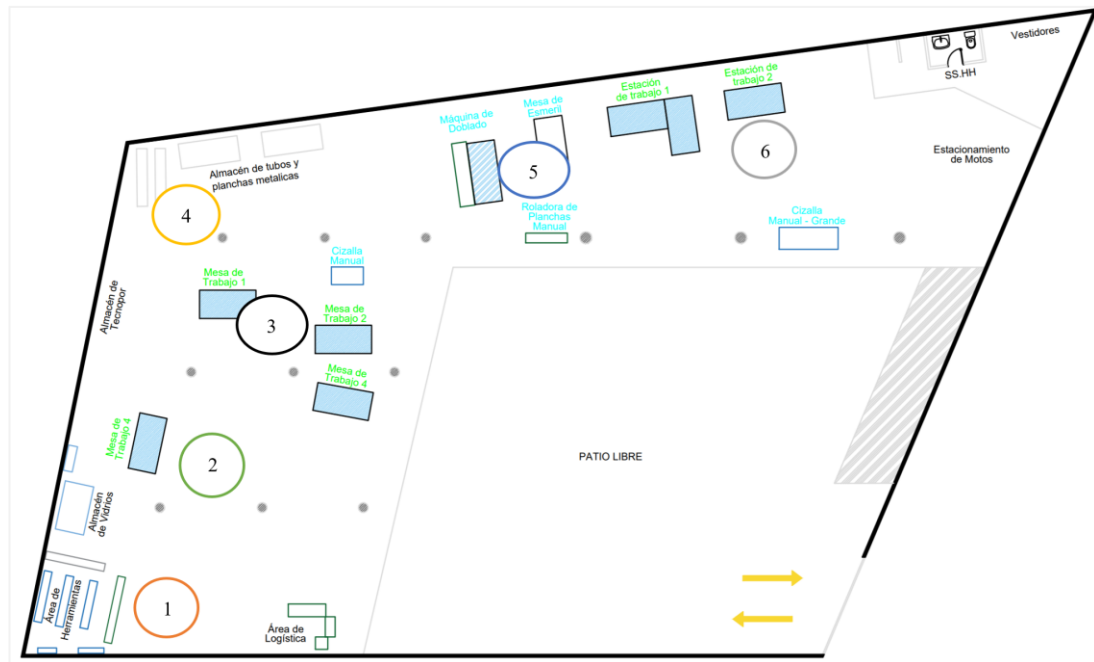 Vestidores
SS.HH
Estación de
trabajo 2
Estación
de trabajo 1
Mesa de
Esmeril
Máquina de
Doblado
6
5
Estacionamiento
de Motos
Almacén de tubos y
planchas metalicas
4
Roladora de
Planchas
Manual
Cizalla
Manual - Grande
Cizalla
Manual
Mesa de
Trabajo 1
Almacén de
Tecnopor
3
Mesa de
Trabajo 2
Mesa de
Trabajo 4
Mesa de
Trabajo 4
2
PATIO LIBRE
Almacén
de Vidrios
Área de
Herramientas
1
Área de
Logística